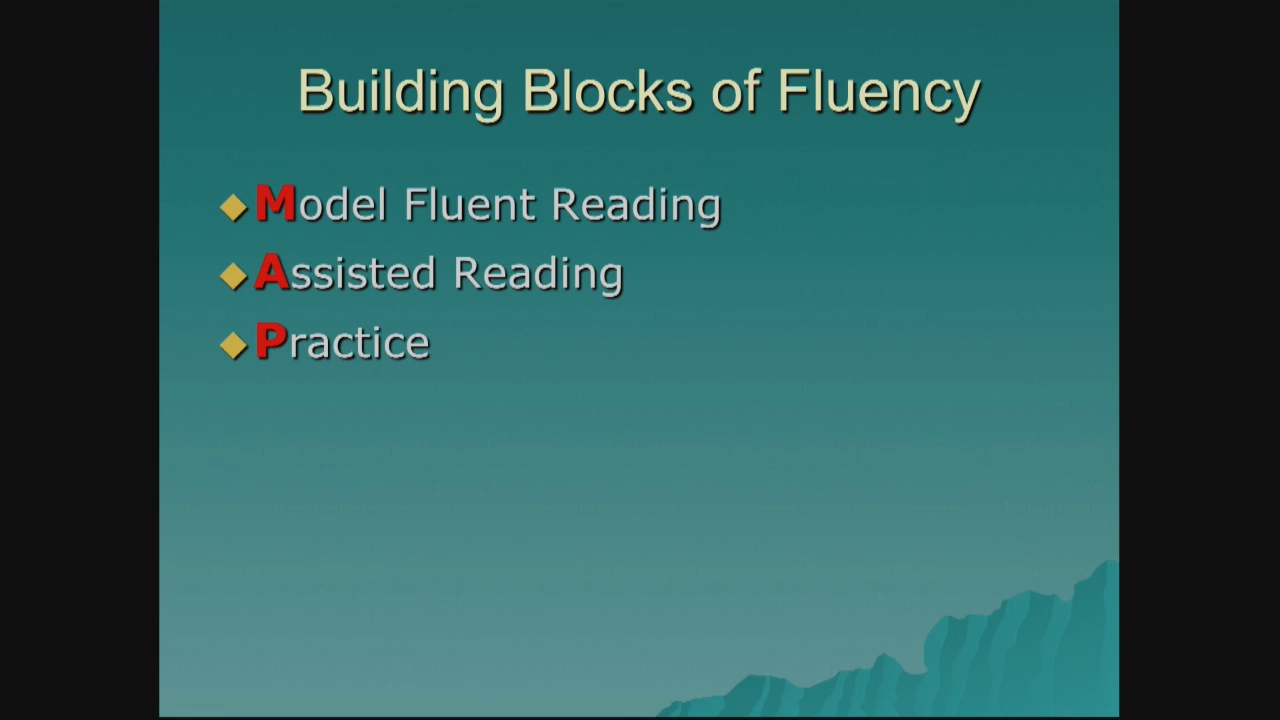 Building Blocks of Fluency
Model Fluent Reading
Assisted Reading
Practice